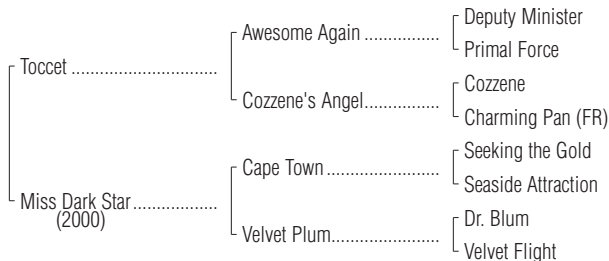 Deputy Minister
Awesome Again ................
Primal Force
Toccet ..............................
Cozzene
Cozzene's Angel................
Charming Pan (FR)
Seeking the Gold
Cape Town .......................
Seaside Attraction
Miss Dark Star.................
(2000)
Dr. Blum
Velvet Plum......................
Velvet Flight